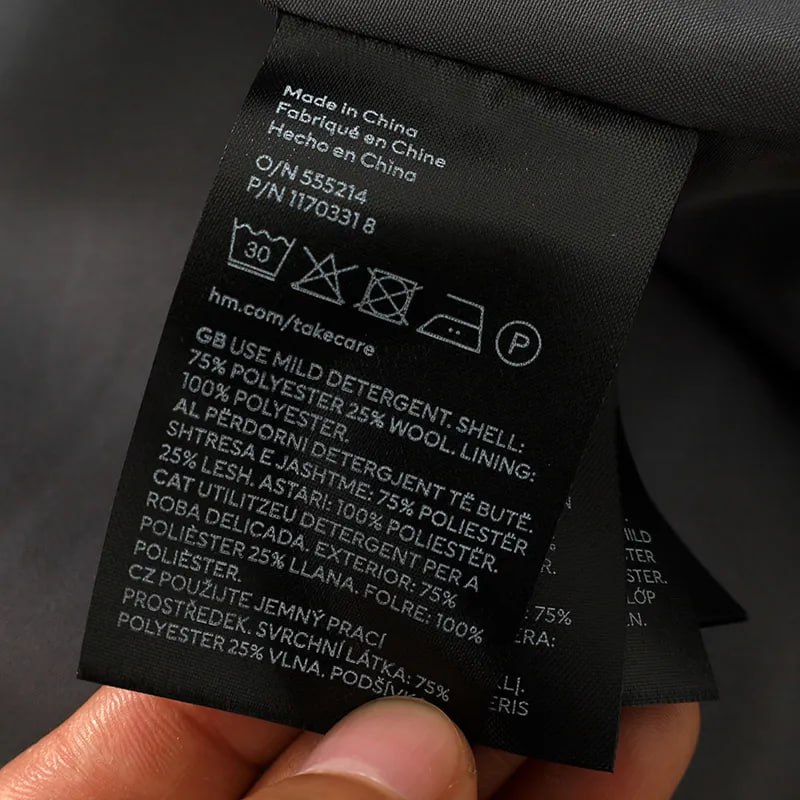 Made in China
Fabriqué en Chine
Hecho en China
O/N 555214
P/N 1170331 8
30
P
hm.com/takecare
GB USE MILD DETERGENT. SHELL:
75% POLYESTER 25% WOOL. LINING:
100% POLYESTER.
AL PËRDORNI DETERGJENT TË BUTË.
SHTRESA E JASHTME: 75% POLIESTËR
25% LESH. ASTARI: 100% POLIESTËR.
CAT UTILITZEU DETERGENT PER A
ROBA DELICADA. EXTERIOR: 75%
POLIÈSTER 25% LLANA. FOLRE: 100%
POLIÈSTER.
CZ POUŽIJTE JEMNÝ PRACÍ
PROSTŘEDEK. SVRCHNÍ LÁTKA: 75%
POLYESTER 25% VLNA.
75%